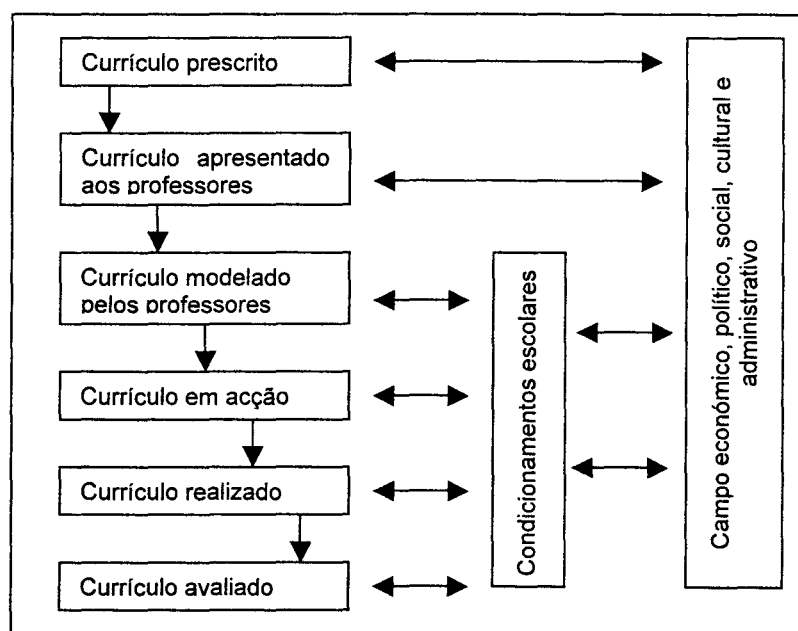 Currículo prescrito
Currículo apresentado
aos professores
Currículo modelado
pelos professores
Currículo em acção
Currículo realizado
Currículo avaliado
Condicionamentos escolares
Campo económico, político, social, cultural e
administrativo